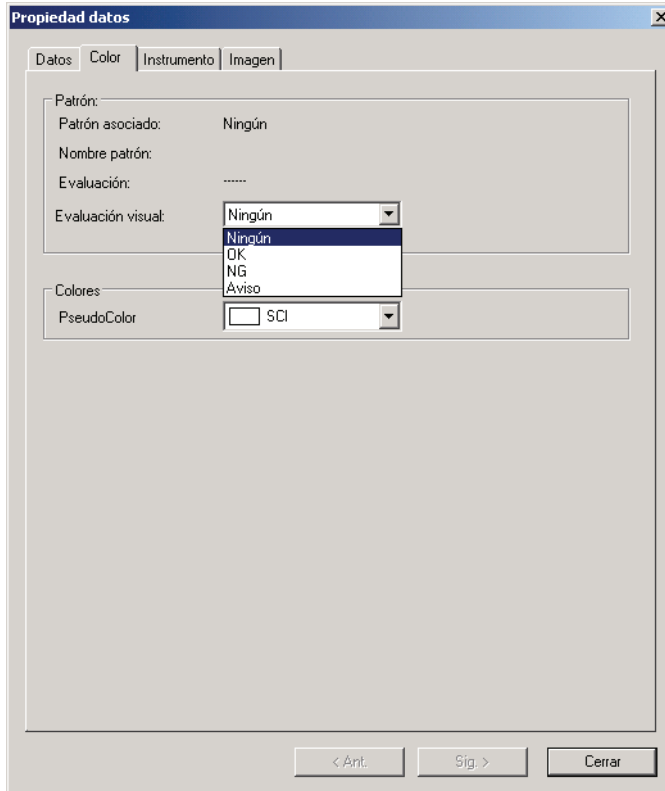 Propiedad datos
Datos Color Instrumento Imagen
Patrón:
Patrón asociado: Ningún
Nombre patrón:
Evaluación: ------
Evaluación visual: Ningún
Ningún
OK
NG
Aviso
Colores
PseudoColor SCI
< Ant. Sig. > Cerrar